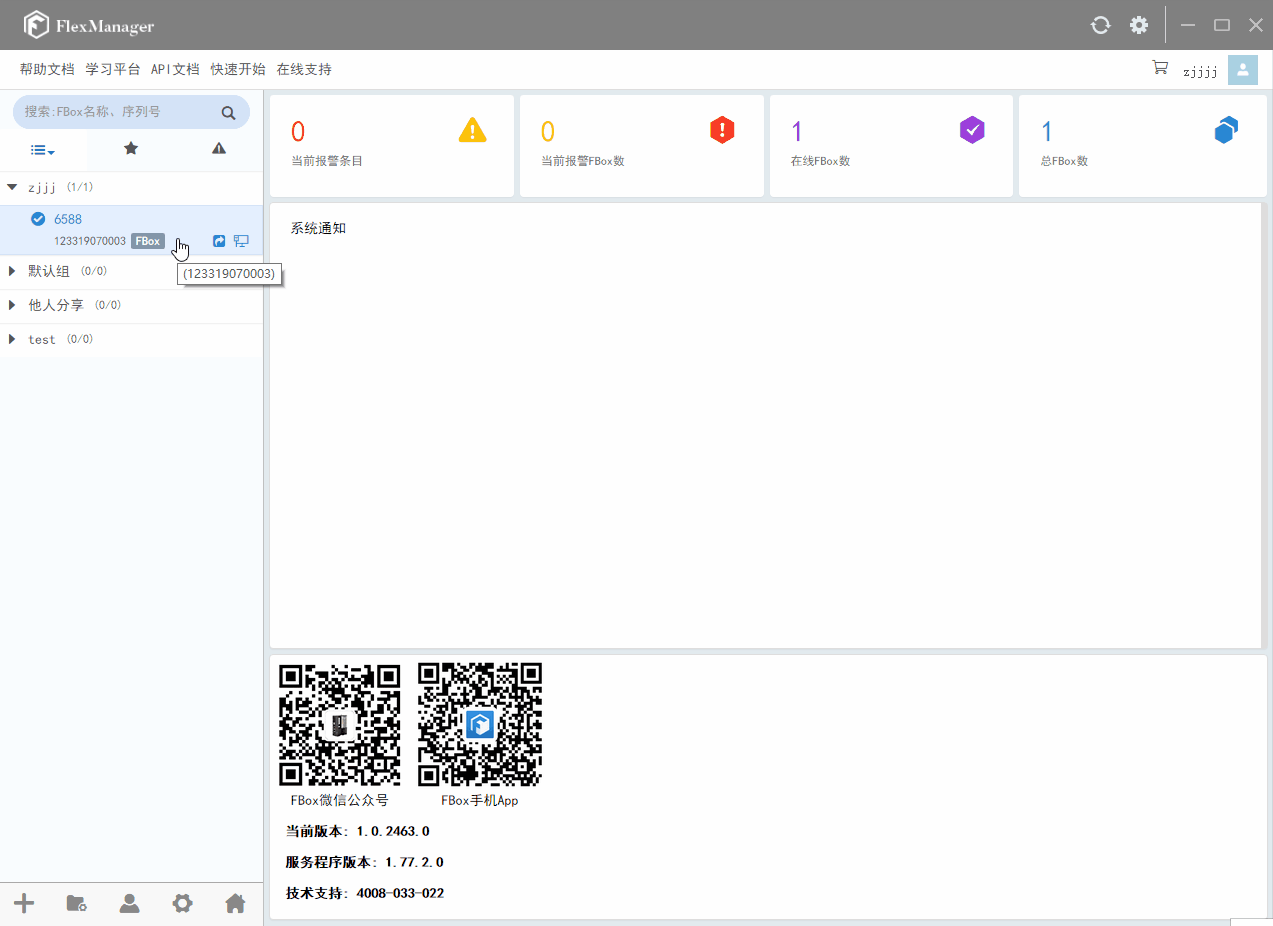 FlexManager
帮助文档 学习平台 API文档 快速开始 在线支持
zjjjj
搜索:FBox名称、序列号
zjjj (1/1)
6588
123319070003 FBox
(123319070003)
默认组 (0/0)
他人分享 (0/0)
test (0/0)
0
当前报警条目
0
当前报警FBox数
1
在线FBox数
1
总FBox数
系统通知
FBox微信公众号
FBox手机App
当前版本: 1.0.2463.0
服务程序版本: 1.77.2.0
技术支持: 4008-033-022